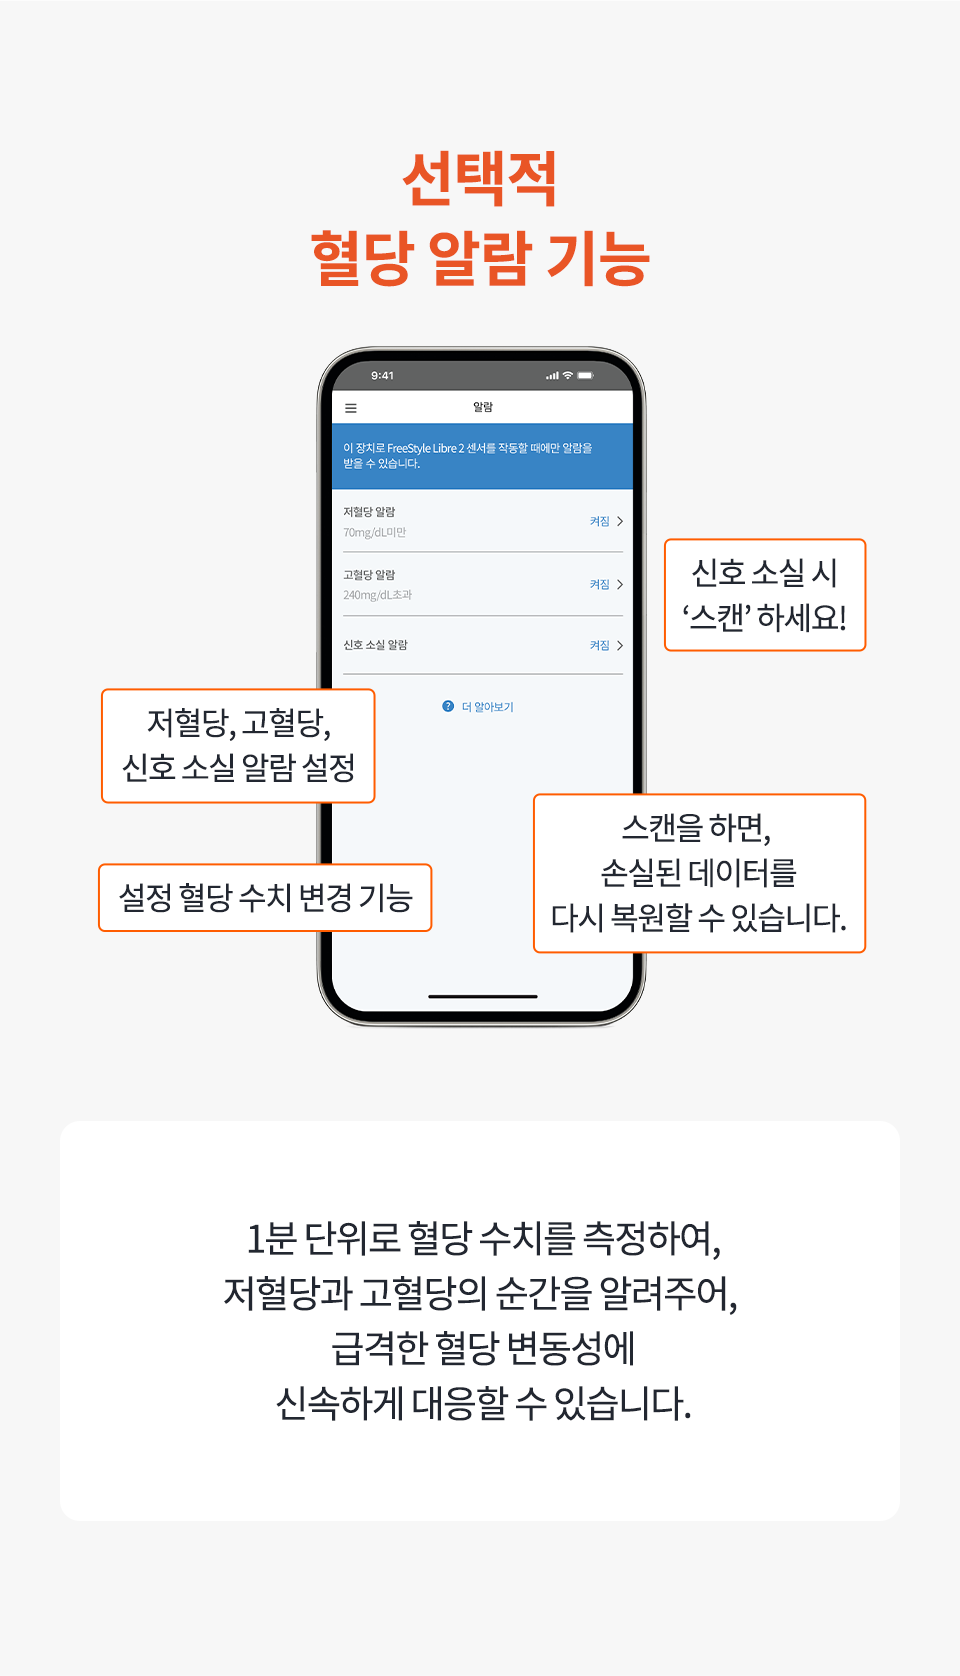 선택적
혈당 알람 기능
9:41
알람
이 장치로 FreeStyle Libre 2 센서를 작동할 때에만 알람을
받을 수 있습니다.
저혈당 알람
70mg/dL미만
켜짐
고혈당 알람
240mg/dL초과
켜짐
신호 소실 알람
켜짐
? 더 알아보기
신호 소실 시
‘스캔’ 하세요!
저혈당, 고혈당,
신호 소실 알람 설정
스캔을 하면,
손실된 데이터를
다시 복원할 수 있습니다.
설정 혈당 수치 변경 기능
1분 단위로 혈당 수치를 측정하여,
저혈당과 고혈당의 순간을 알려주어,
급격한 혈당 변동성에
신속하게 대응할 수 있습니다.